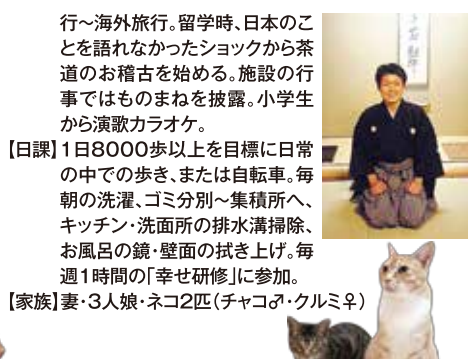 行～海外旅行。留学時、日本のこ
とを語れなかったショックから茶
道のお稽古を始める。施設の行
事ではものまねを披露。小学生
から演歌カラオケ。
【日課】1日8000歩以上を目標に日常
の中での歩き、または自転車。毎
朝の洗濯、ゴミ分別～集積所へ、
キッチン・洗面所の排水溝掃除、
お風呂の鏡・壁面の拭き上げ。毎
週1時間の「幸せ研修」に参加。
【家族】妻・3人娘・ネコ2匹（チャコ♂・クルミ♀）